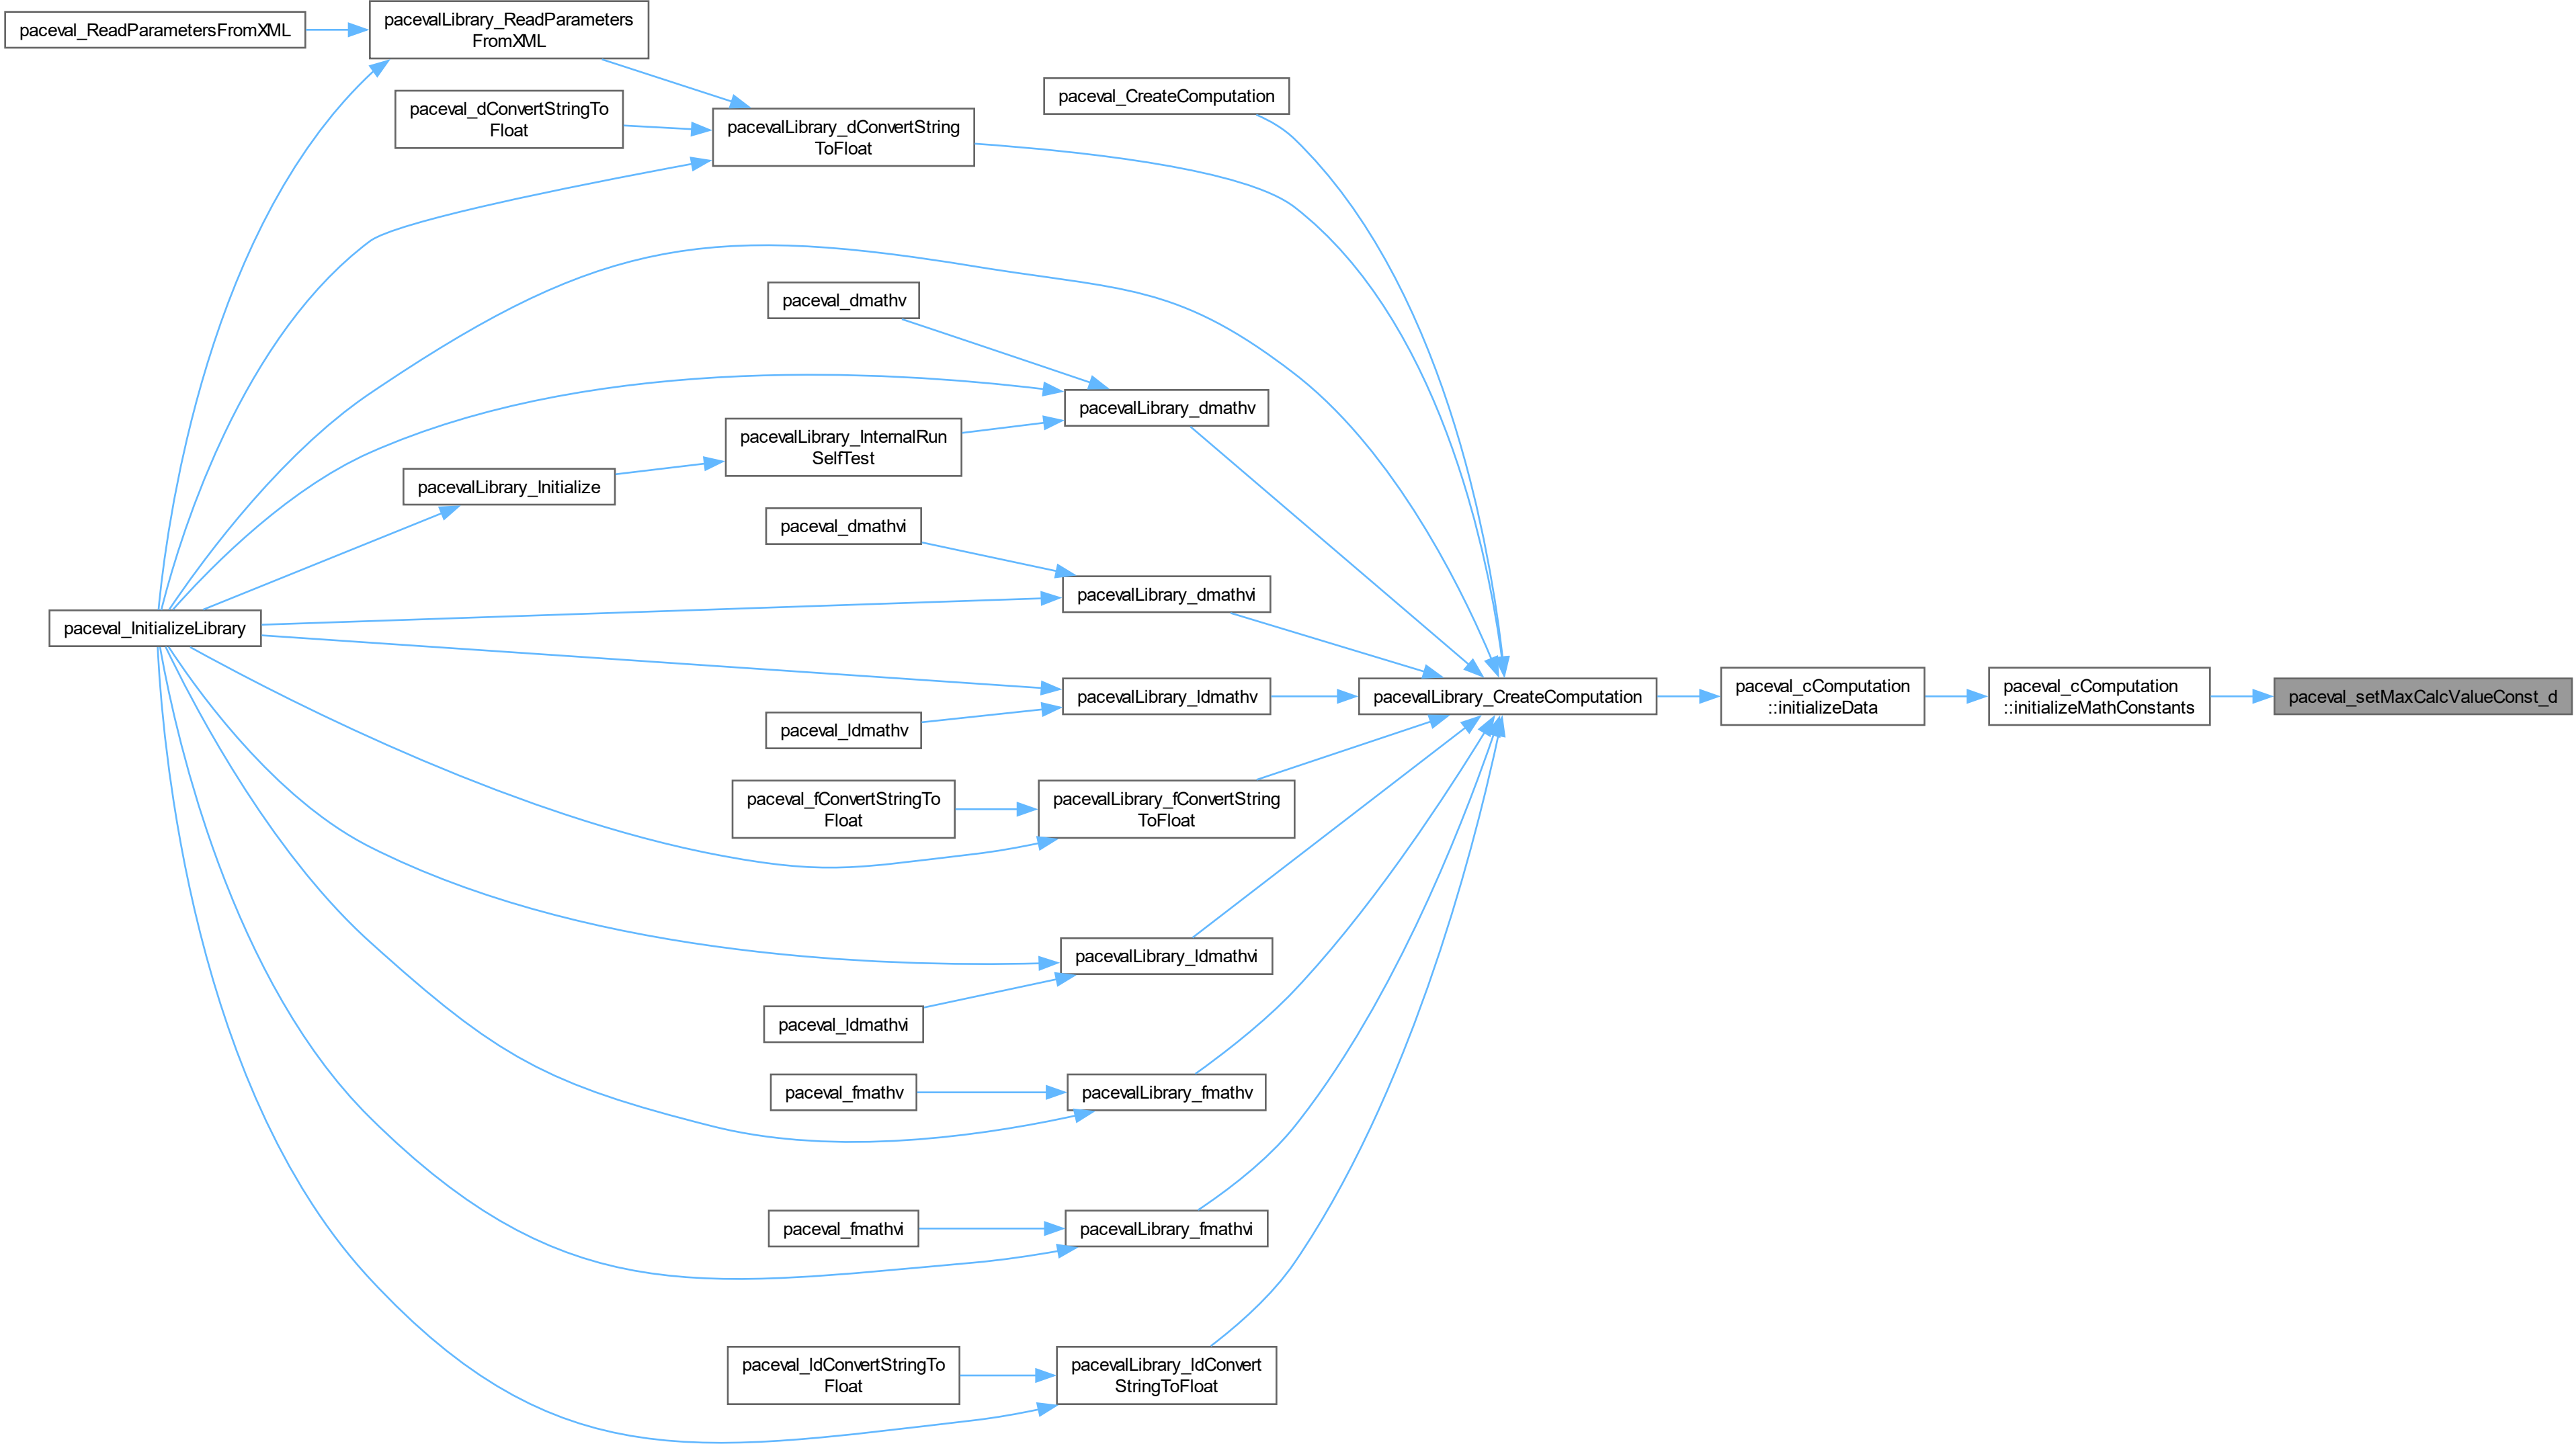 paceval_ReadParametersFromXML
pacevalLibrary_ReadParameters
FromXML
paceval_CreateComputation
paceval_dConvertStringTo
Float
pacevalLibrary_dConvertString
ToFloat
paceval_dmathv
pacevalLibrary_dmathv
pacevalLibrary_InternalRun
SelfTest
pacevalLibrary_Initialize
paceval_dmathvi
pacevalLibrary_dmathvi
paceval_InitializeLibrary
pacevalLibrary_ldmathv
paceval_ldmathv
pacevalLibrary_CreateComputation
paceval_cComputation
::initializeData
paceval_cComputation
::initializeMathConstants
paceval_setMaxCalcValueConst_d
paceval_fConvertStringTo
Float
pacevalLibrary_fConvertString
ToFloat
pacevalLibrary_ldmathvi
paceval_ldmathvi
paceval_fmathv
pacevalLibrary_fmathv
paceval_fmathvi
pacevalLibrary_fmathvi
paceval_ldConvertStringTo
Float
pacevalLibrary_ldConvert
StringToFloat